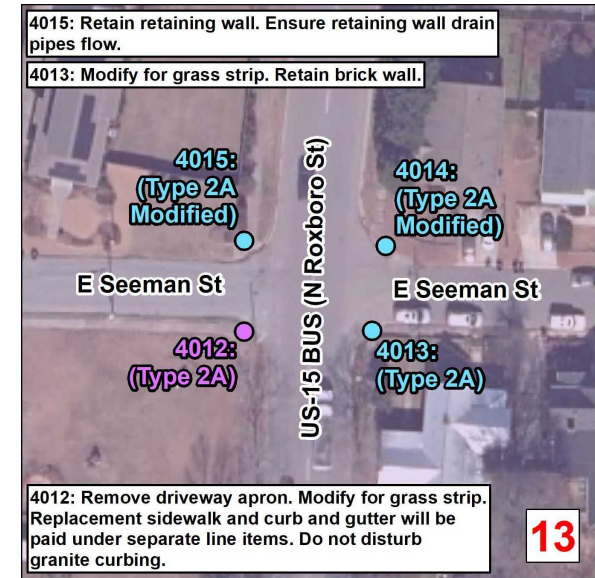 4015: Retain retaining wall. Ensure retaining wall drain
pipes flow.
4013: Modify for grass strip. Retain brick wall.
4015:
(Type 2A
Modified)
4014:
(Type 2A
Modified)
E Seeman St
US-15 BUS (N Roxboro St)
E Seeman St
4012:
(Type 2A)
4013:
(Type 2A)
4012: Remove driveway apron. Modify for grass strip.
Replacement sidewalk and curb and gutter will be
paid under separate line items. Do not disturb
granite curbing.
13